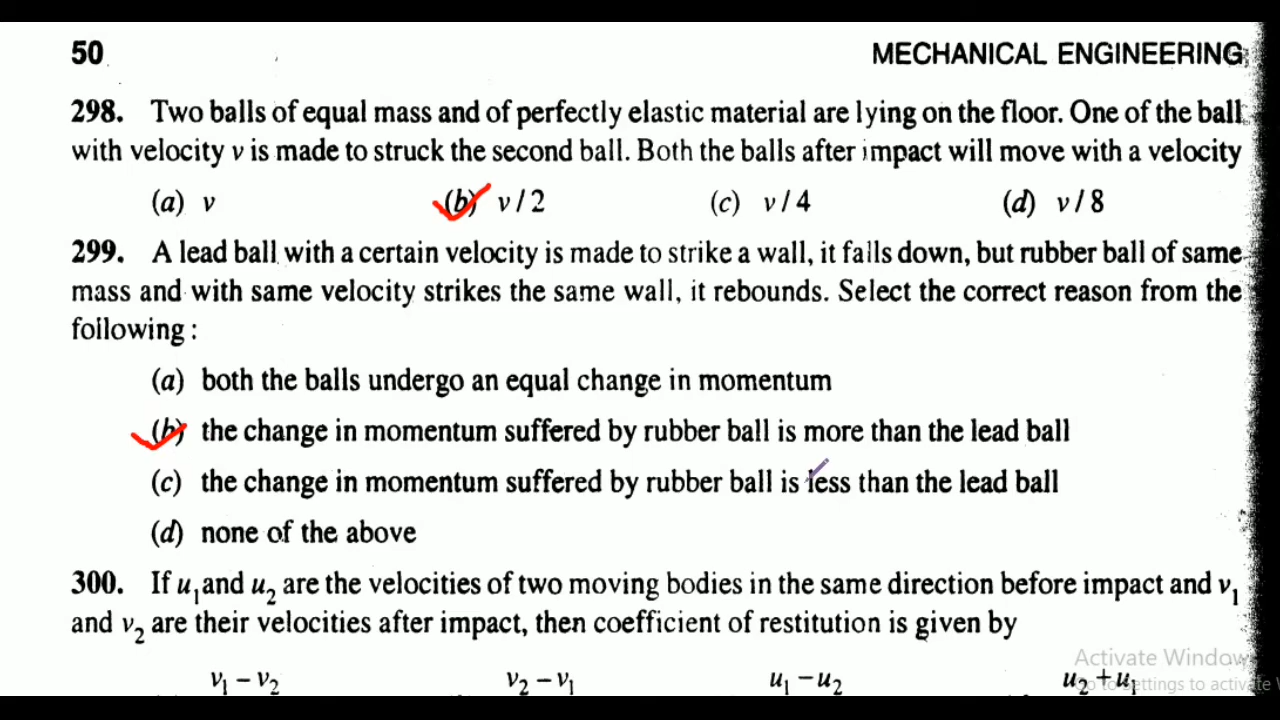 50
MECHANICAL ENGINEERING
298. Two balls of equal mass and of perfectly elastic material are lying on the floor. One of the ball
with velocity v is made to struck the second ball. Both the balls after impact will move with a velocity
(a) v (b) v / 2 (c) v / 4 (d) v / 8
299. A lead ball with a certain velocity is made to strike a wall, it falls down, but rubber ball of same
mass and with same velocity strikes the same wall, it rebounds. Select the correct reason from the
following :
(a) both the balls undergo an equal change in momentum
(b) the change in momentum suffered by rubber ball is more than the lead ball
(c) the change in momentum suffered by rubber ball is less than the lead ball
(d) none of the above
300. If u₁ and u₂ are the velocities of two moving bodies in the same direction before impact and v₁
and v₂ are their velocities after impact, then coefficient of restitution is given by
v₁ – v₂ v₂ – v₁ u₁ – u₂ u₂ + u₁
Activate Window
Go to Settings to activate W